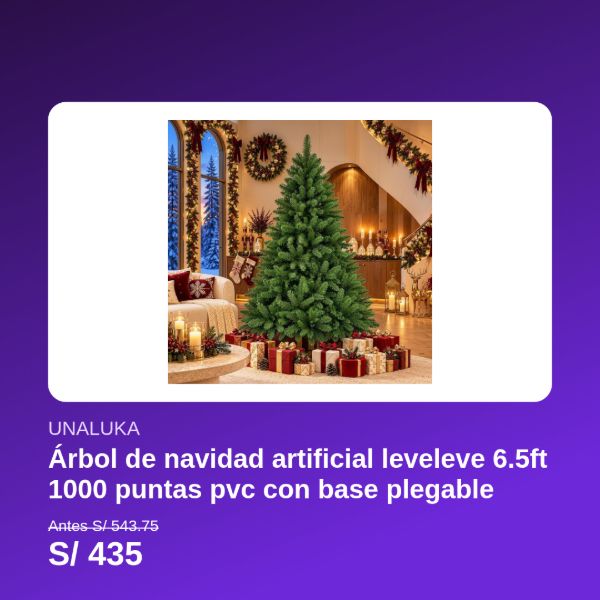 UNALUKA
Árbol de navidad artificial leveleve 6.5ft
1000 puntas pvc con base plegable
Antes S/ 543.75
S/ 435